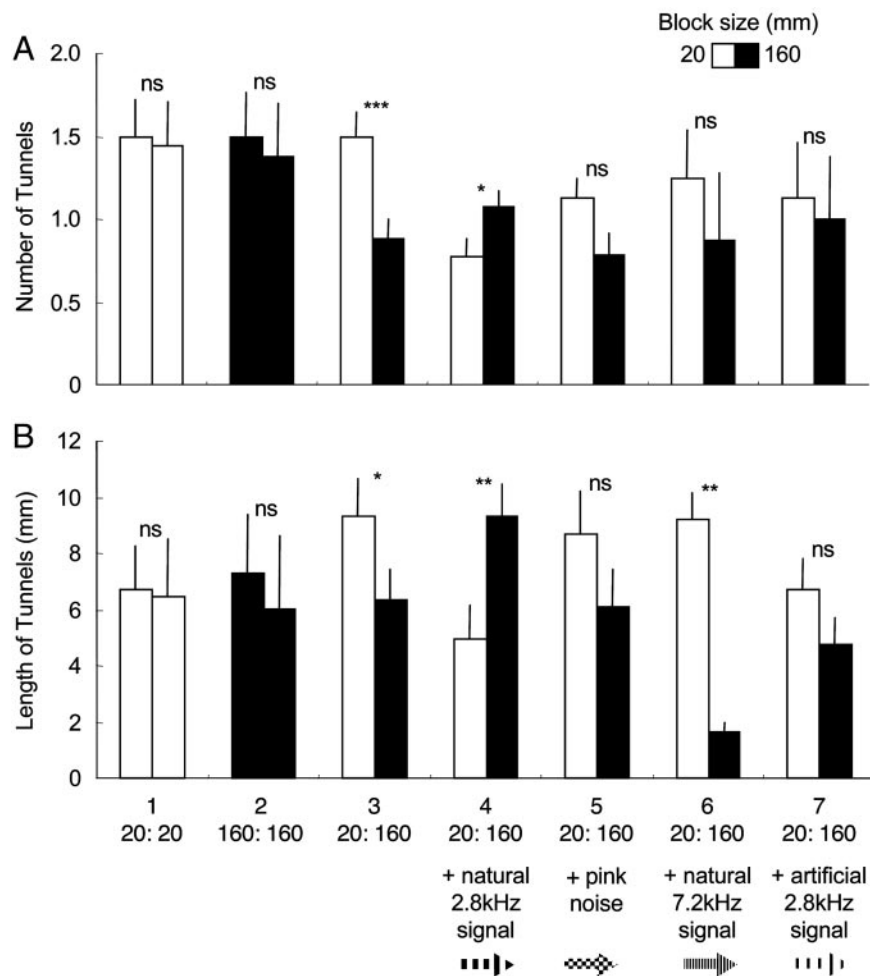 Block size (mm)
20 160
A
Number of Tunnels
2.0
1.5
1.0
0.5
0
ns
ns
***
*
ns
ns
ns
B
Length of Tunnels (mm)
12
10
8
6
4
2
0
ns
ns
*
**
ns
**
ns
1 2 3 4 5 6 7
20: 20 160: 160 20: 160 20: 160 20: 160 20: 160 20: 160
+ natural
2.8kHz
signal
+ pink
noise
+ natural
7.2kHz
signal
+ artificial
2.8kHz
signal